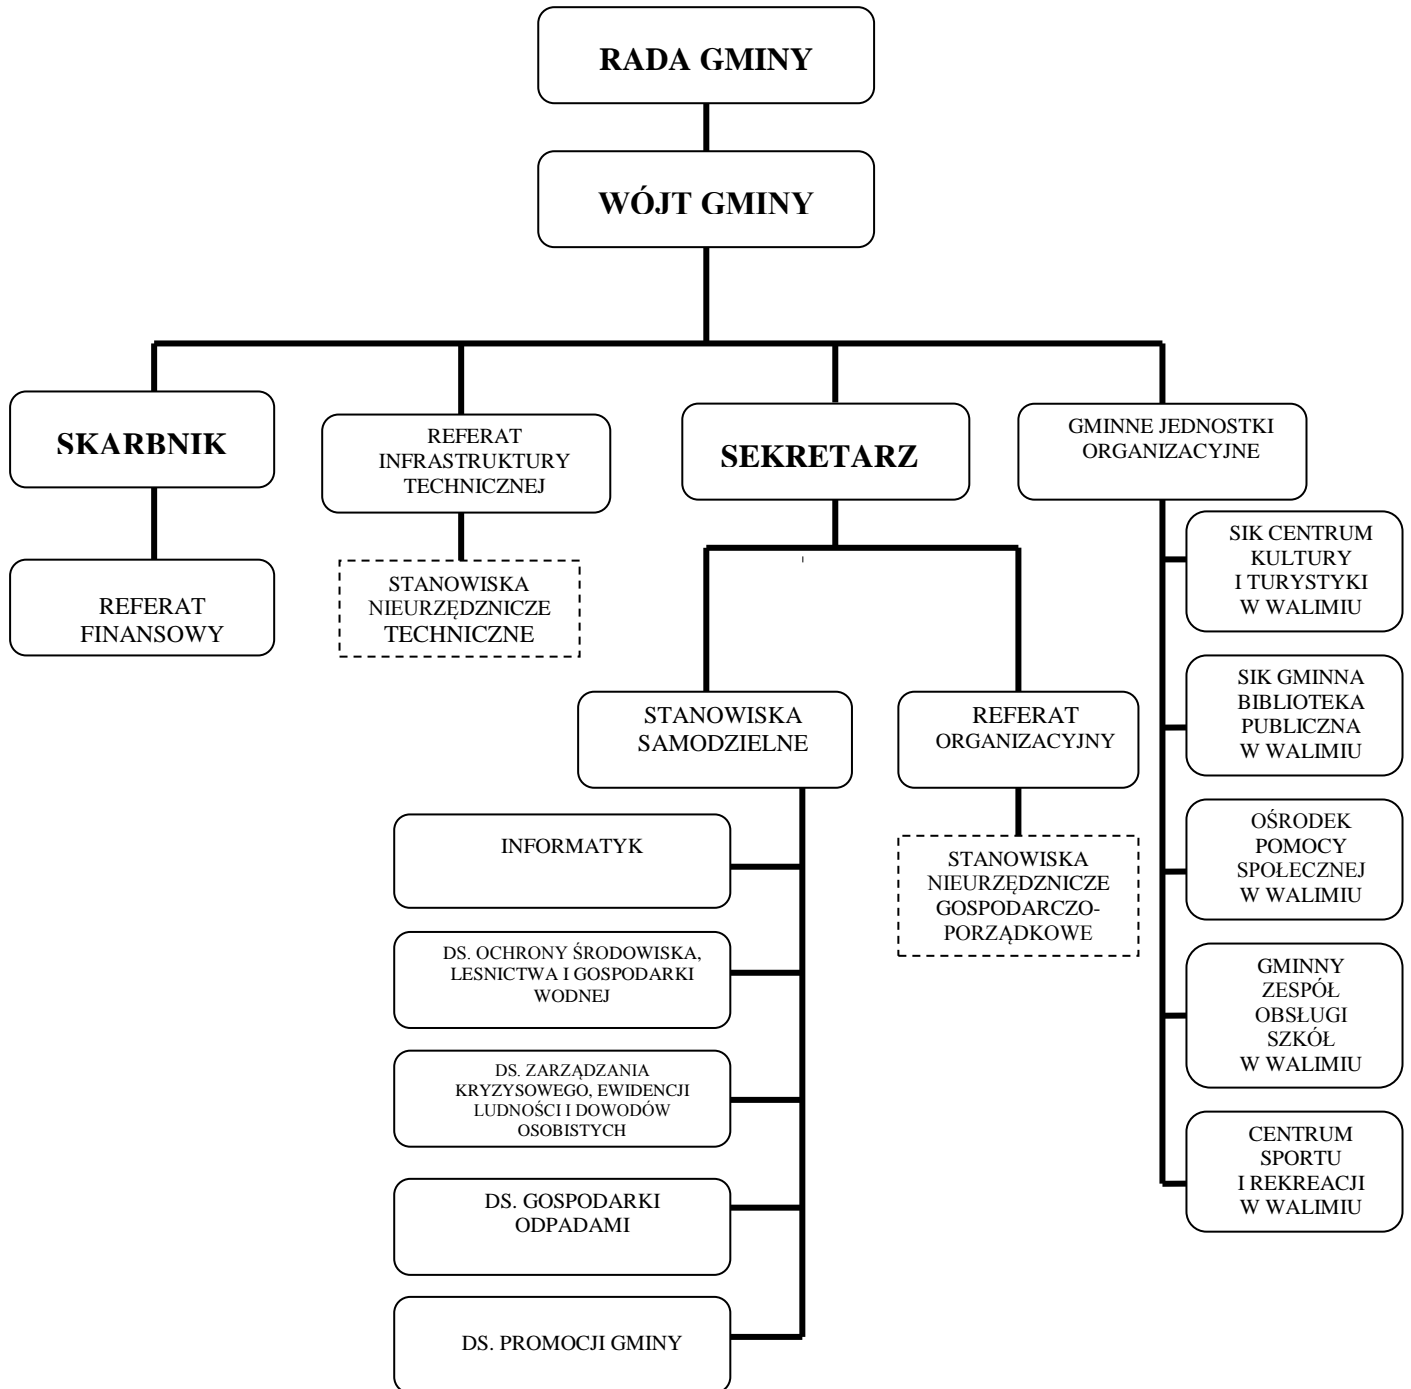 RADA GMINY
WÓJT GMINY
SKARBNIK
REFERAT
INFRASTRUKTURY
TECHNICZNEJ
SEKRETARZ
GMINNE JEDNOSTKI
ORGANIZACYJNE
REFERAT
FINANSOWY
STANOWISKA
NIEURZĘDZNICZE
TECHNICZNE
SIK CENTRUM
KULTURY
I TURYSTYKI
W WALIMIU
SIK GMINNA
BIBLIOTEKA
PUBLICZNA
W WALIMIU
STANOWISKA
SAMODZIELNE
REFERAT
ORGANIZACYJNY
OŚRODEK
POMOCY
SPOŁECZNEJ
W WALIMIU
INFORMATYK
STANOWISKA
NIEURZĘDZNICZE
GOSPODARCZO-
PORZĄDKOWE
DS. OCHRONY ŚRODOWISKA,
LESNICTWA I GOSPODARKI
WODNEJ
GMINNY
ZESPÓŁ
OBSŁUGI
SZKÓŁ
W WALIMIU
DS. ZARZĄDZANIA
KRYZYSOWEGO, EWIDENCJI
LUDNOŚCI I DOWODÓW
OSOBISTYCH
CENTRUM
SPORTU
I REKREACJI
W WALIMIU
DS. GOSPODARKI
ODPADAMI
DS. PROMOCJI GMINY